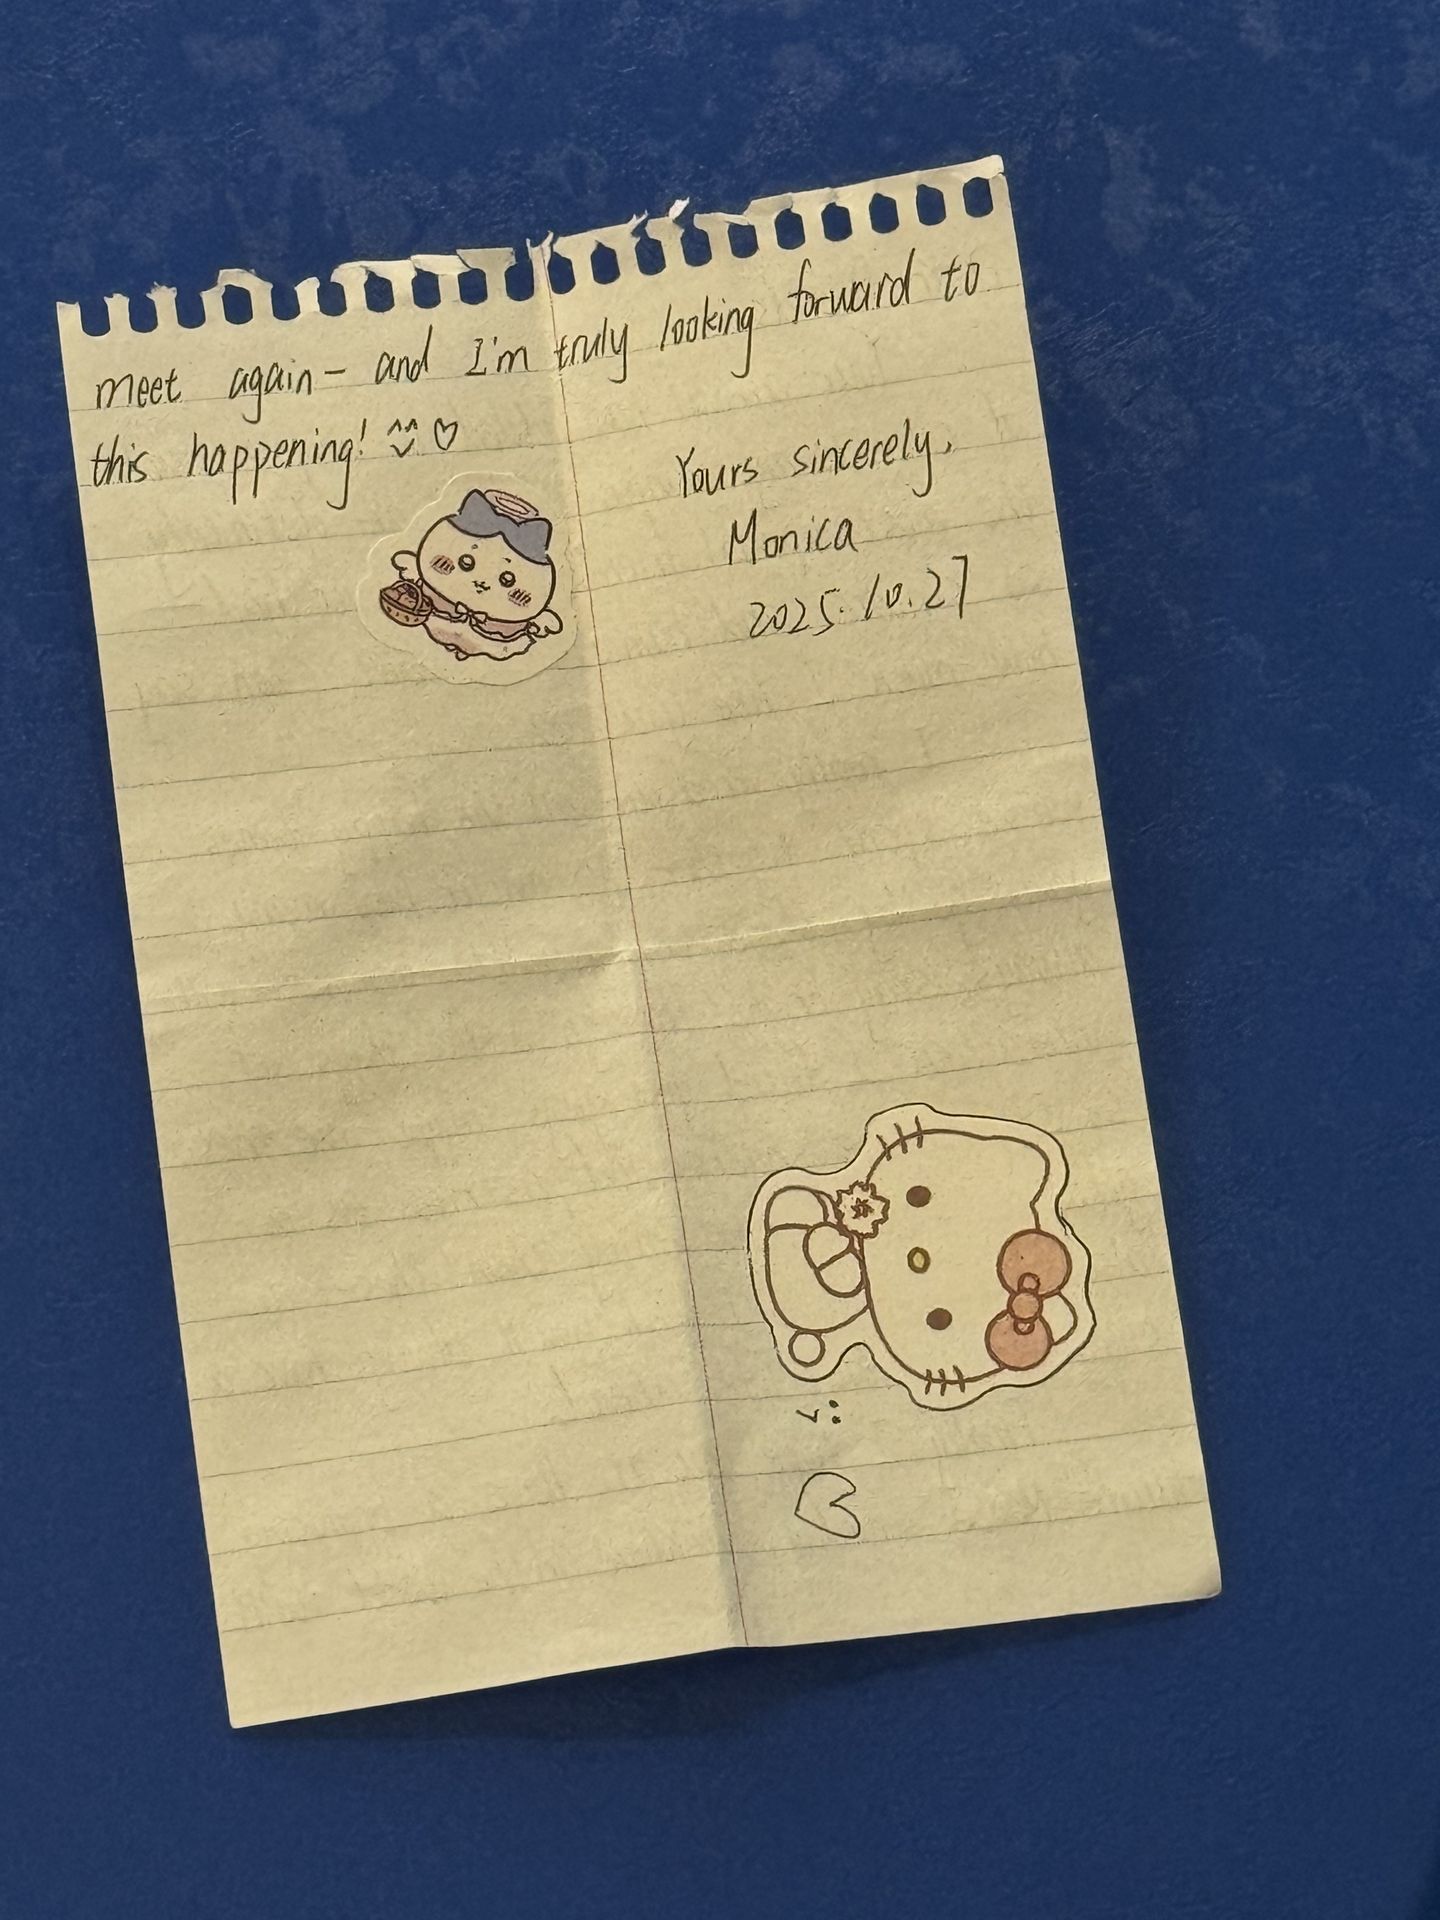 meet again- and I'm truly looking forward to
this happening! ^^ ♡
Yours sincerely,
Monica
2025.10.27